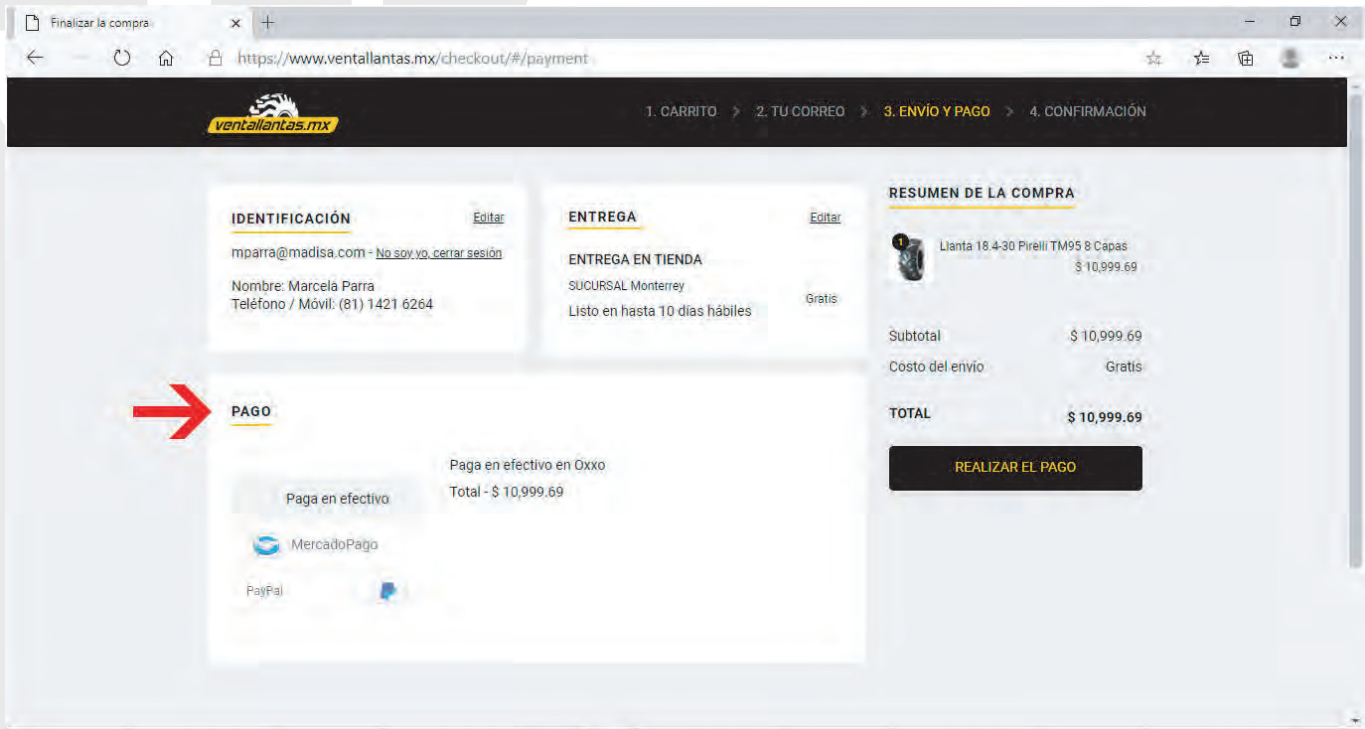 Finalizar la compra
https://www.ventallantas.mx/checkout/#/payment
ventallantas.mx
1. CARRITO > 2. TU CORREO > 3. ENVÍO Y PAGO > 4. CONFIRMACIÓN
IDENTIFICACIÓN Editar
mparra@madisa.com - No soy yo, cerrar sesión
Nombre: Marcela Parra
Teléfono / Móvil: (81) 1421 6264
ENTREGA Editar
ENTREGA EN TIENDA
SUCURSAL Monterrey
Gratis
Listo en hasta 10 días hábiles
PAGO
Paga en efectivo
MercadoPago
PayPal
Paga en efectivo en Oxxo
Total - $ 10,999.69
RESUMEN DE LA COMPRA
1
Llanta 18.4-30 Pirelli TM95 8 Capas
$ 10,999.69
Subtotal $ 10,999.69
Costo del envío Gratis
TOTAL $ 10,999.69
REALIZAR EL PAGO